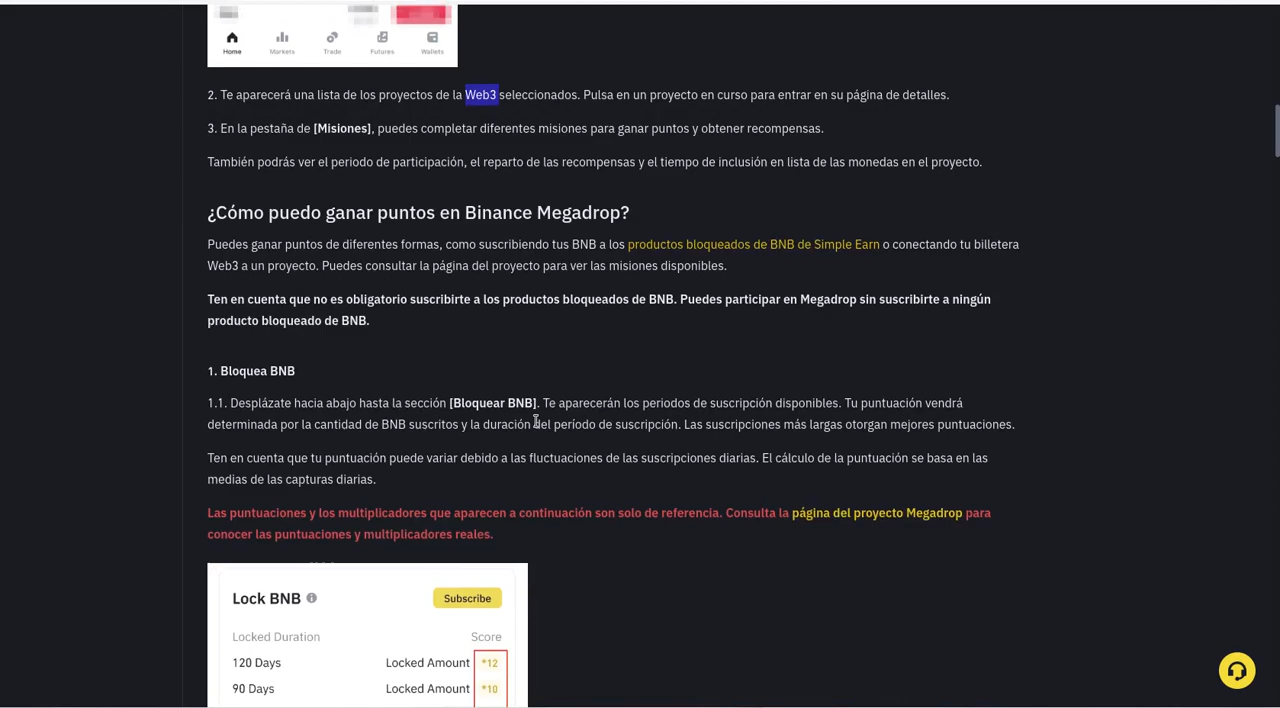 Home Markets Trade Futures Wallets
2. Te aparecerá una lista de los proyectos de la Web3 seleccionados. Pulsa en un proyecto en curso para entrar en su página de detalles.
3. En la pestaña de [Misiones], puedes completar diferentes misiones para ganar puntos y obtener recompensas.
También podrás ver el periodo de participación, el reparto de las recompensas y el tiempo de inclusión en lista de las monedas en el proyecto.
¿Cómo puedo ganar puntos en Binance Megadrop?
Puedes ganar puntos de diferentes formas, como suscribiendo tus BNB a los productos bloqueados de BNB de Simple Earn o conectando tu billetera
Web3 a un proyecto. Puedes consultar la página del proyecto para ver las misiones disponibles.
Ten en cuenta que no es obligatorio suscribirte a los productos bloqueados de BNB. Puedes participar en Megadrop sin suscribirte a ningún
producto bloqueado de BNB.
1. Bloquea BNB
1.1. Desplázate hacia abajo hasta la sección [Bloquear BNB]. Te aparecerán los periodos de suscripción disponibles. Tu puntuación vendrá
determinada por la cantidad de BNB suscritos y la duración del período de suscripción. Las suscripciones más largas otorgan mejores puntuaciones.
Ten en cuenta que tu puntuación puede variar debido a las fluctuaciones de las suscripciones diarias. El cálculo de la puntuación se basa en las
medias de las capturas diarias.
Las puntuaciones y los multiplicadores que aparecen a continuación son solo de referencia. Consulta la página del proyecto Megadrop para
conocer las puntuaciones y multiplicadores reales.
Lock BNB Subscribe
Locked Duration Score
120 Days Locked Amount *12
90 Days Locked Amount *10